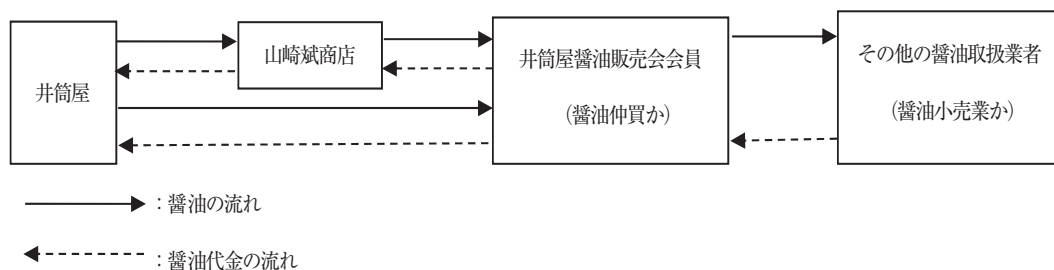 井筒屋
山崎斌商店
井筒屋醤油販売会会員
（醤油仲買か）
その他の醤油取扱業者
（醤油小売業か）
：醤油の流れ
：醤油代金の流れ